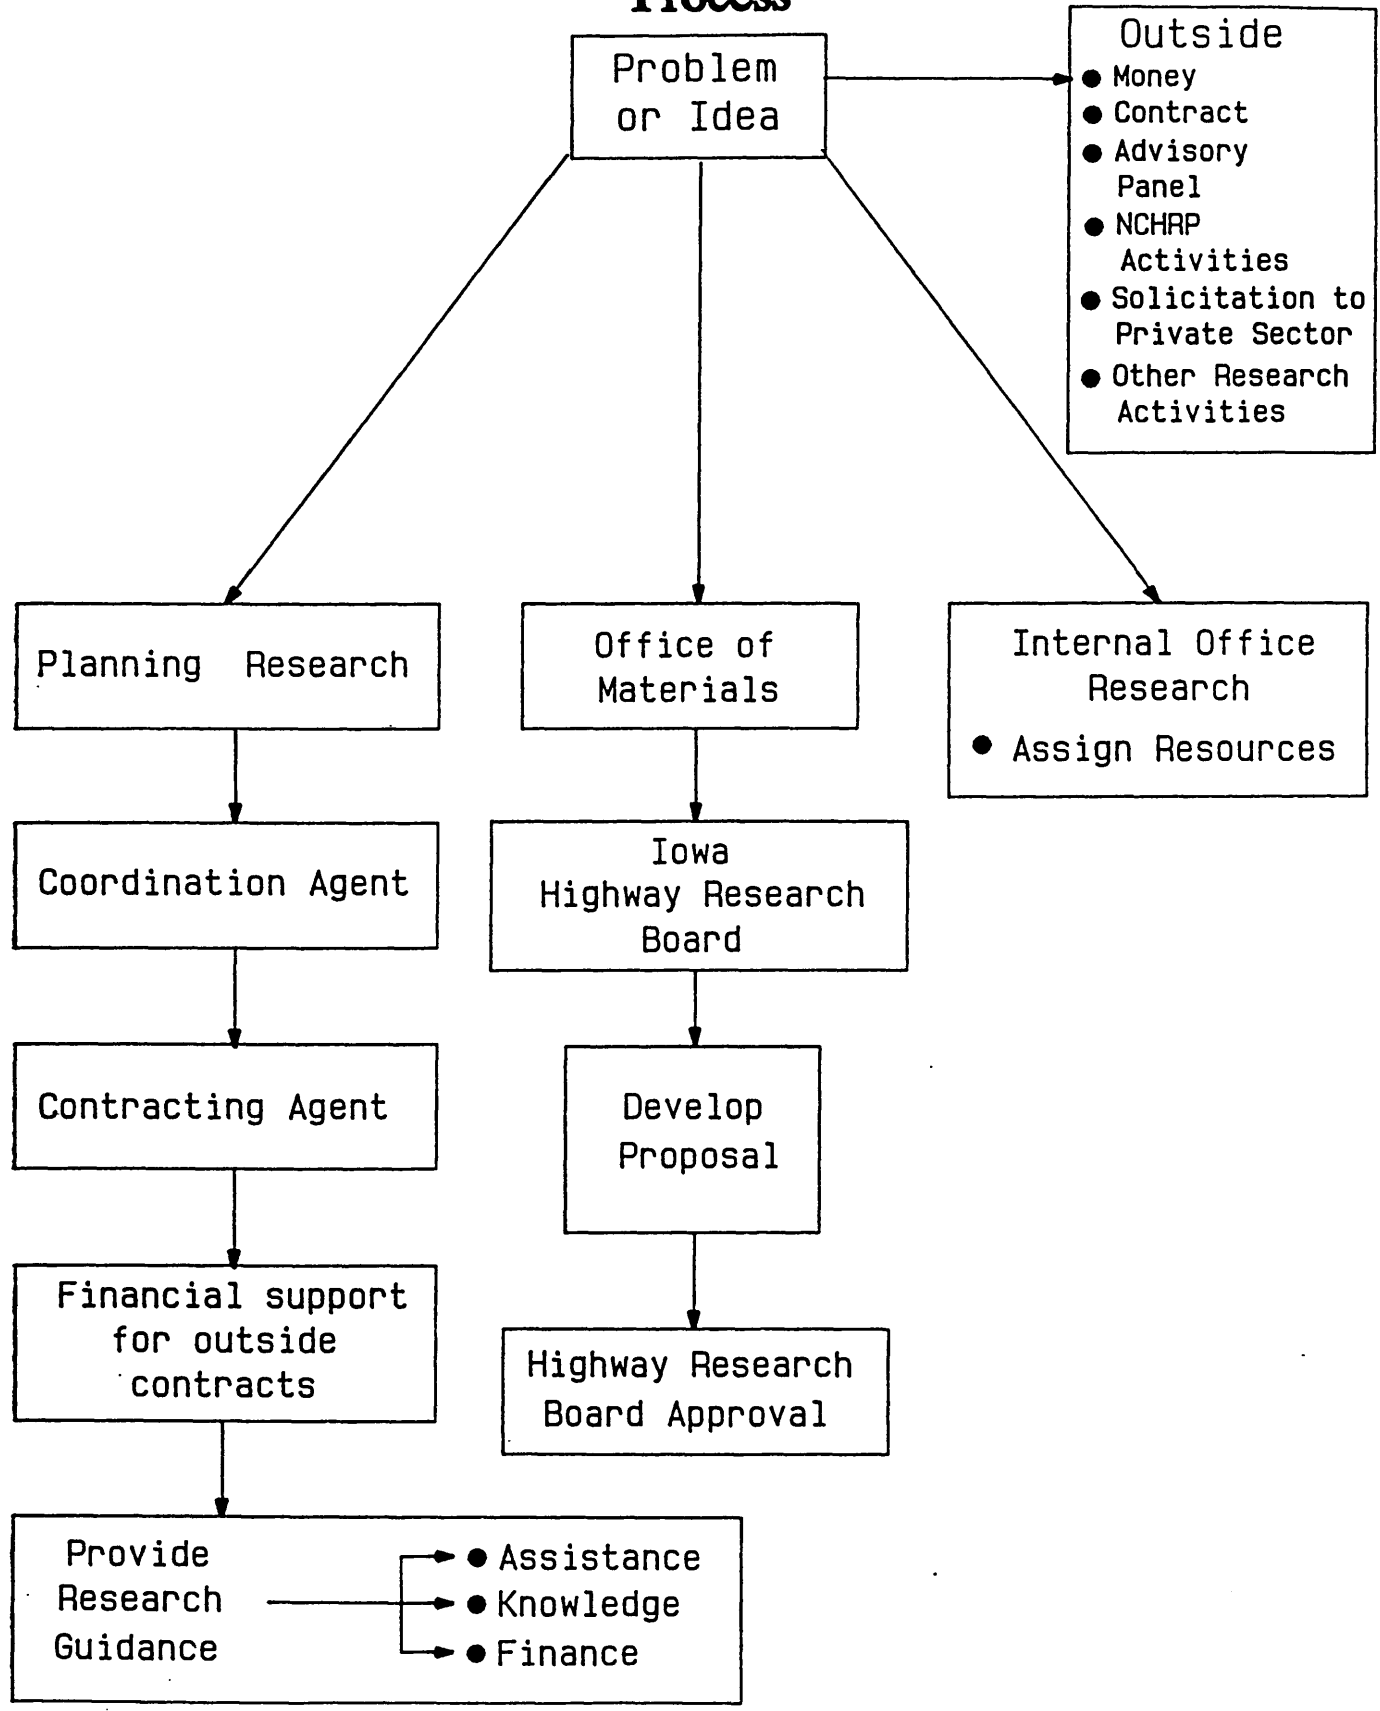 Process
Problem
or Idea
Outside
● Money
● Contract
● Advisory
Panel
● NCHRP
Activities
● Solicitation to
Private Sector
● Other Research
Activities
Planning Research
Office of
Materials
Internal Office
Research
● Assign Resources
Coordination Agent
Iowa
Highway Research
Board
Contracting Agent
Develop
Proposal
Financial support
for outside
contracts
Highway Research
Board Approval
Provide
Research
Guidance
● Assistance
● Knowledge
● Finance